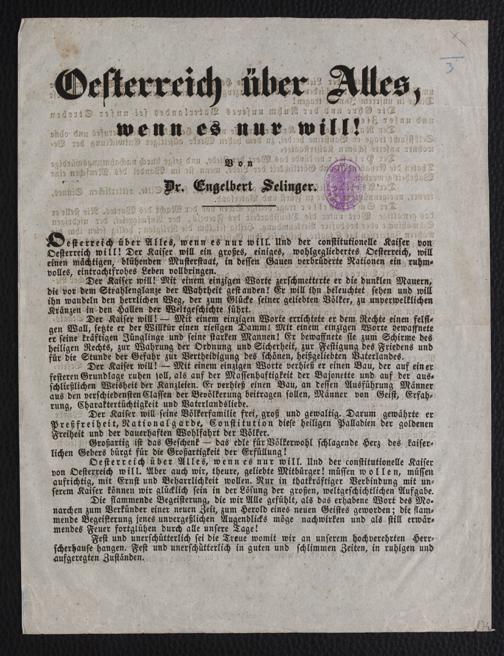 Oesterreich über Alles,
wenn es nur will!
Von
Dr. Engelbert Selinger.
Oesterreich über Alles, wenn es nur will. Und der constitutionelle Kaiser von
Oesterreich will! Der Kaiser will ein großes, einiges, wohlgegliedertes Oesterreich, will
einen mächtigen, blühenden Musterstaat, in dessen Gauen verbrüderte Nationen ein ruhm-
volles, eintrachtfrohes Leben vollbringen.
Der Kaiser will! Mit einem einzigen Worte zerschmetterte er die dunklen Mauern,
die vor dem Strahlenglanze der Wahrheit gestanden! Er will ihn beleuchtet sehen und will
ihn wandeln den herrlichen Weg, der zum Glücke seiner geliebten Völker, zu unverwelklichen
Kränzen in den Hallen der Weltgeschichte führt.
Der Kaiser will! — Mit einem einzigen Worte errichtete er dem Rechte einen felsi-
gen Wall, setzte er der Willkür einen riesigen Damm! Mit einem einzigen Worte bewaffnete
er seine kräftigen Jünglinge und seine starken Mannen! Er bewaffnete sie zum Schirme des
heiligen Rechts, zur Wahrung der Ordnung und Sicherheit, zur Festigung des Friedens und
für die Stunde der Gefahr zur Vertheidigung des schönen, heißgeliebten Vaterlandes.
Der Kaiser will! — Mit einem einzigen Worte verhieß er einen Bau, der auf einer
festeren Grundlage ruhen soll, als auf der Massenhaftigkeit der Bajonette und auf der aus-
schließlichen Weisheit der Kanzleien. Er verhieß einen Bau, an dessen Ausführung Männer
aus den verschiedensten Classen der Bevölkerung beitragen sollen, Männer von Geist, Erfah-
rung, Charaktertüchtigkeit und Vaterlandsliebe.
Der Kaiser will seine Völkerfamilie frei, groß und gewaltig. Darum gewährte er
Preßfreiheit, Nationalgarde, Constitution diese heiligen Palladien der goldenen
Freiheit und der dauerhaften Wohlfahrt der Völker.
Großartig ist das Geschenk — das edle für Völkerwohl schlagende Herz des kaiser-
lichen Gebers bürgt für die Großartigkeit der Erfüllung!
Oesterreich über Alles, wenn es nur will. Und der constitutionelle Kaiser
von Oesterreich will. Aber auch wir, theure, geliebte Mitbürger! müssen wollen, müssen
aufrichtig, mit Ernst und Beharrlichkeit wollen. Nur in thatkräftiger Verbindung mit un-
serem Kaiser können wir glücklich sein in der Lösung der großen, weltgeschichtlichen Aufgabe.
Die flammende Begeisterung, die wir Alle gefühlt, als das erhabene Wort des Mo-
narchen zum Verkünder einer neuen Zeit, zum Herold eines neuen Geistes geworden; die flam-
mende Begeisterung jenes unvergeßlichen Augenblicks möge nachwirken und als still erwär-
mendes Feuer fortglühen durch alle unsere Tage!
Fest und unerschütterlich sei die Treue womit wir an unserem hochverehrten Herr-
scherhause hangen. Fest und unerschütterlich in guten und schlimmen Zeiten, in ruhigen und
aufgeregten Zuständen.